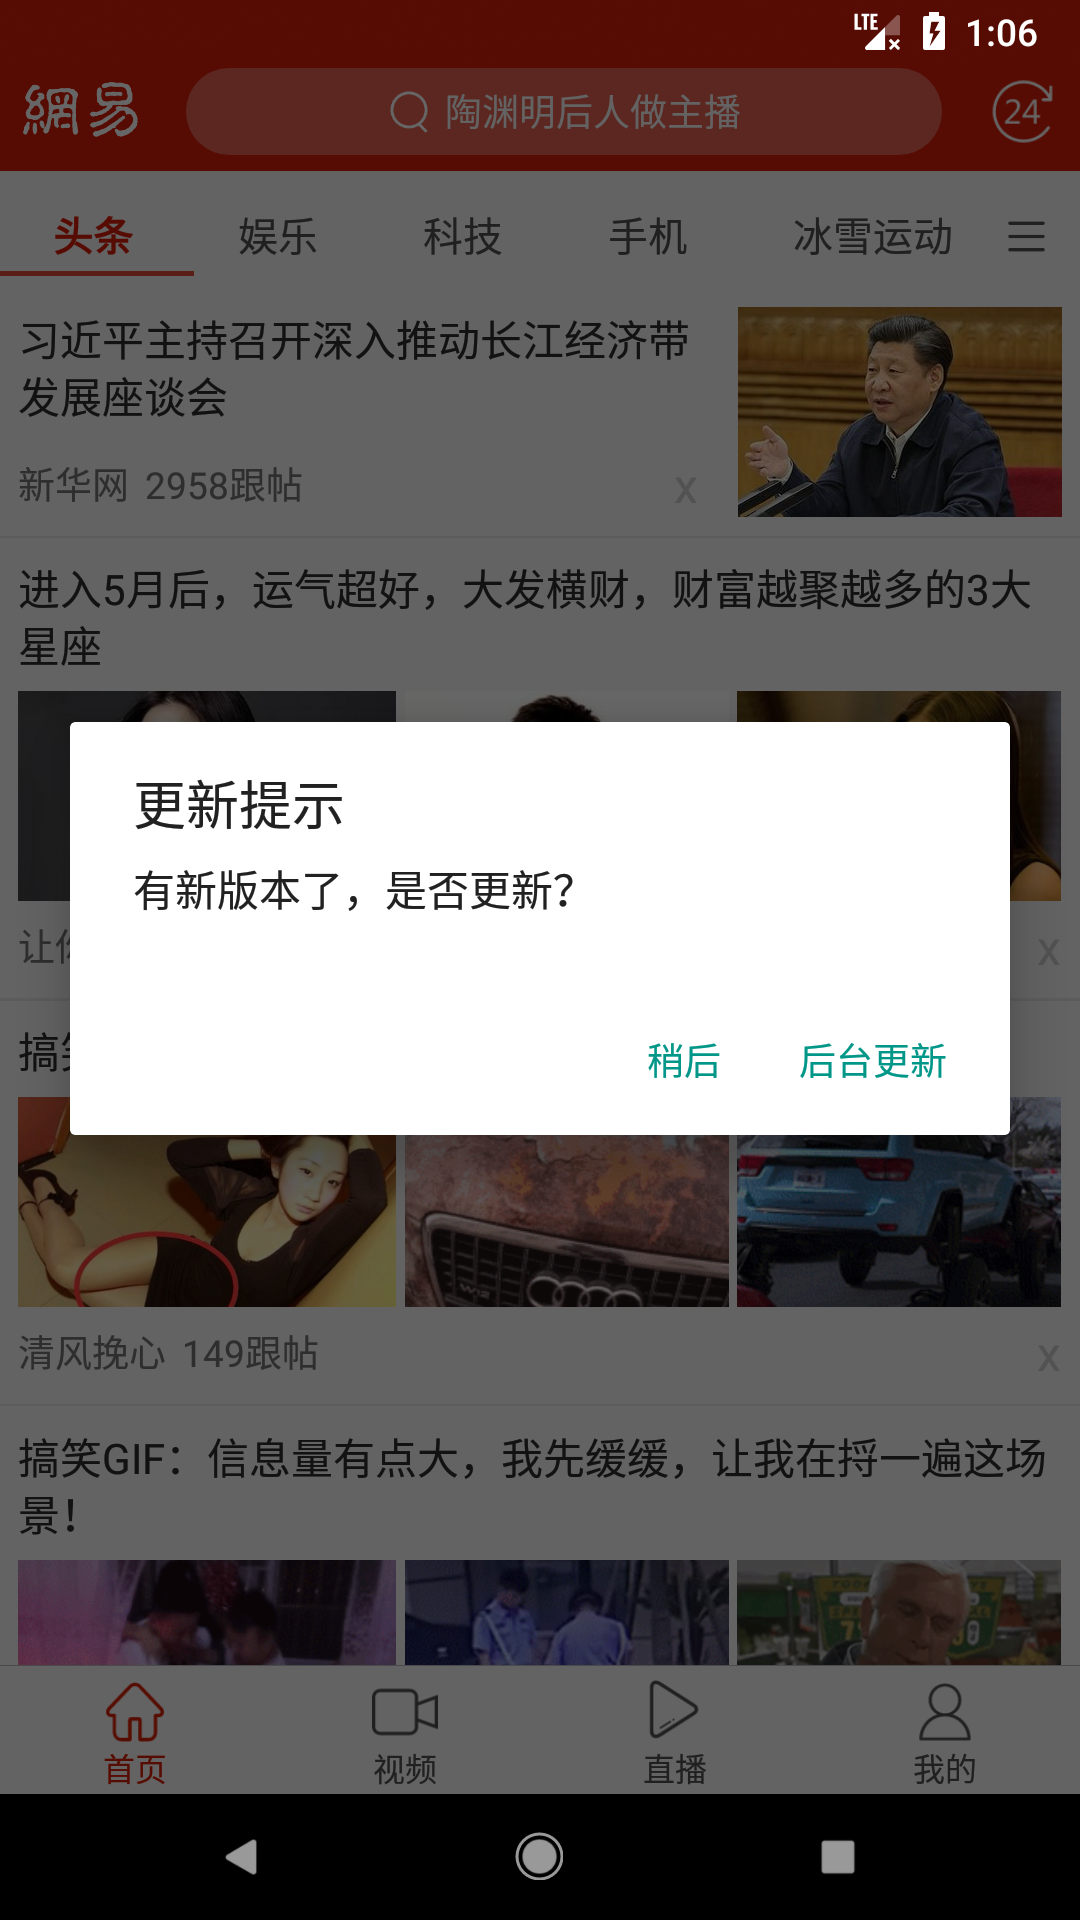 LTE 1:06
網易 陶渊明后人做主播 24
头条 娱乐 科技 手机 冰雪运动
习近平主持召开深入推动长江经济带
发展座谈会
新华网 2958跟帖 X
进入5月后，运气超好，大发横财，财富越聚越多的3大
星座
更新提示
有新版本了，是否更新？
让 X
搞
稍后 后台更新
清风挽心 149跟帖 X
搞笑GIF：信息量有点大，我先缓缓，让我在捋一遍这场
景！
首页 视频 直播 我的